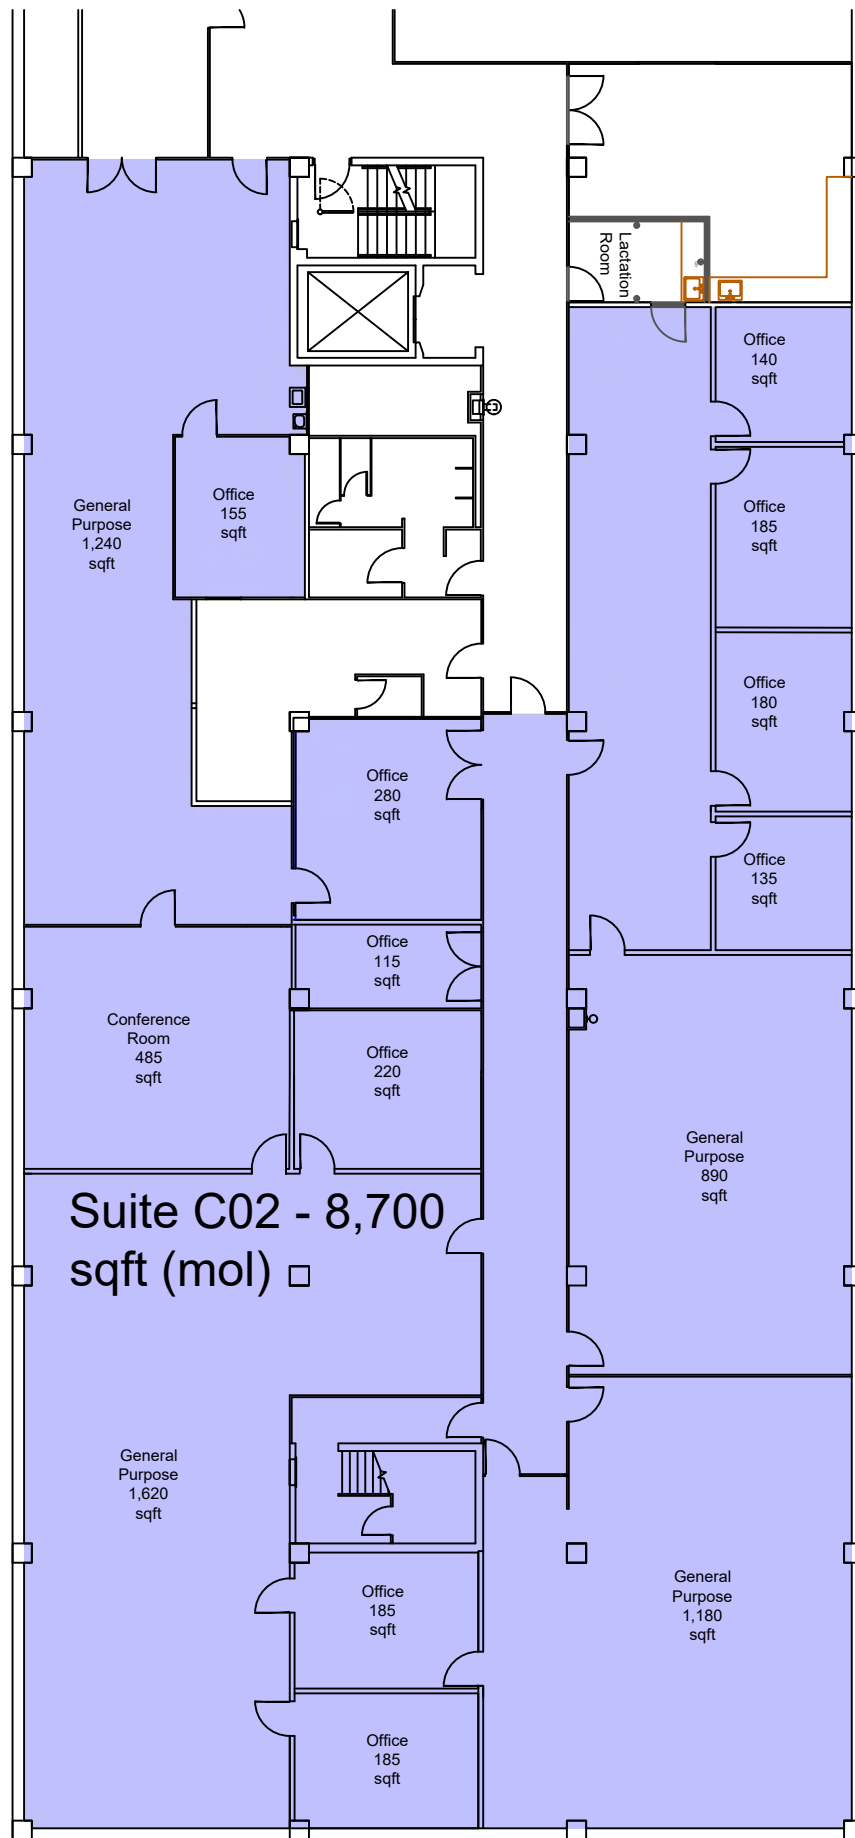 Lactation
Room
Office
140
sqft
General
Purpose
1,240
sqft
Office
155
sqft
Office
185
sqft
Office
180
sqft
Office
280
sqft
Office
135
sqft
Office
115
sqft
Conference
Room
485
sqft
Office
220
sqft
General
Purpose
890
sqft
Suite C02 - 8,700
sqft (mol)
General
Purpose
1,620
sqft
Office
185
sqft
General
Purpose
1,180
sqft
Office
185
sqft